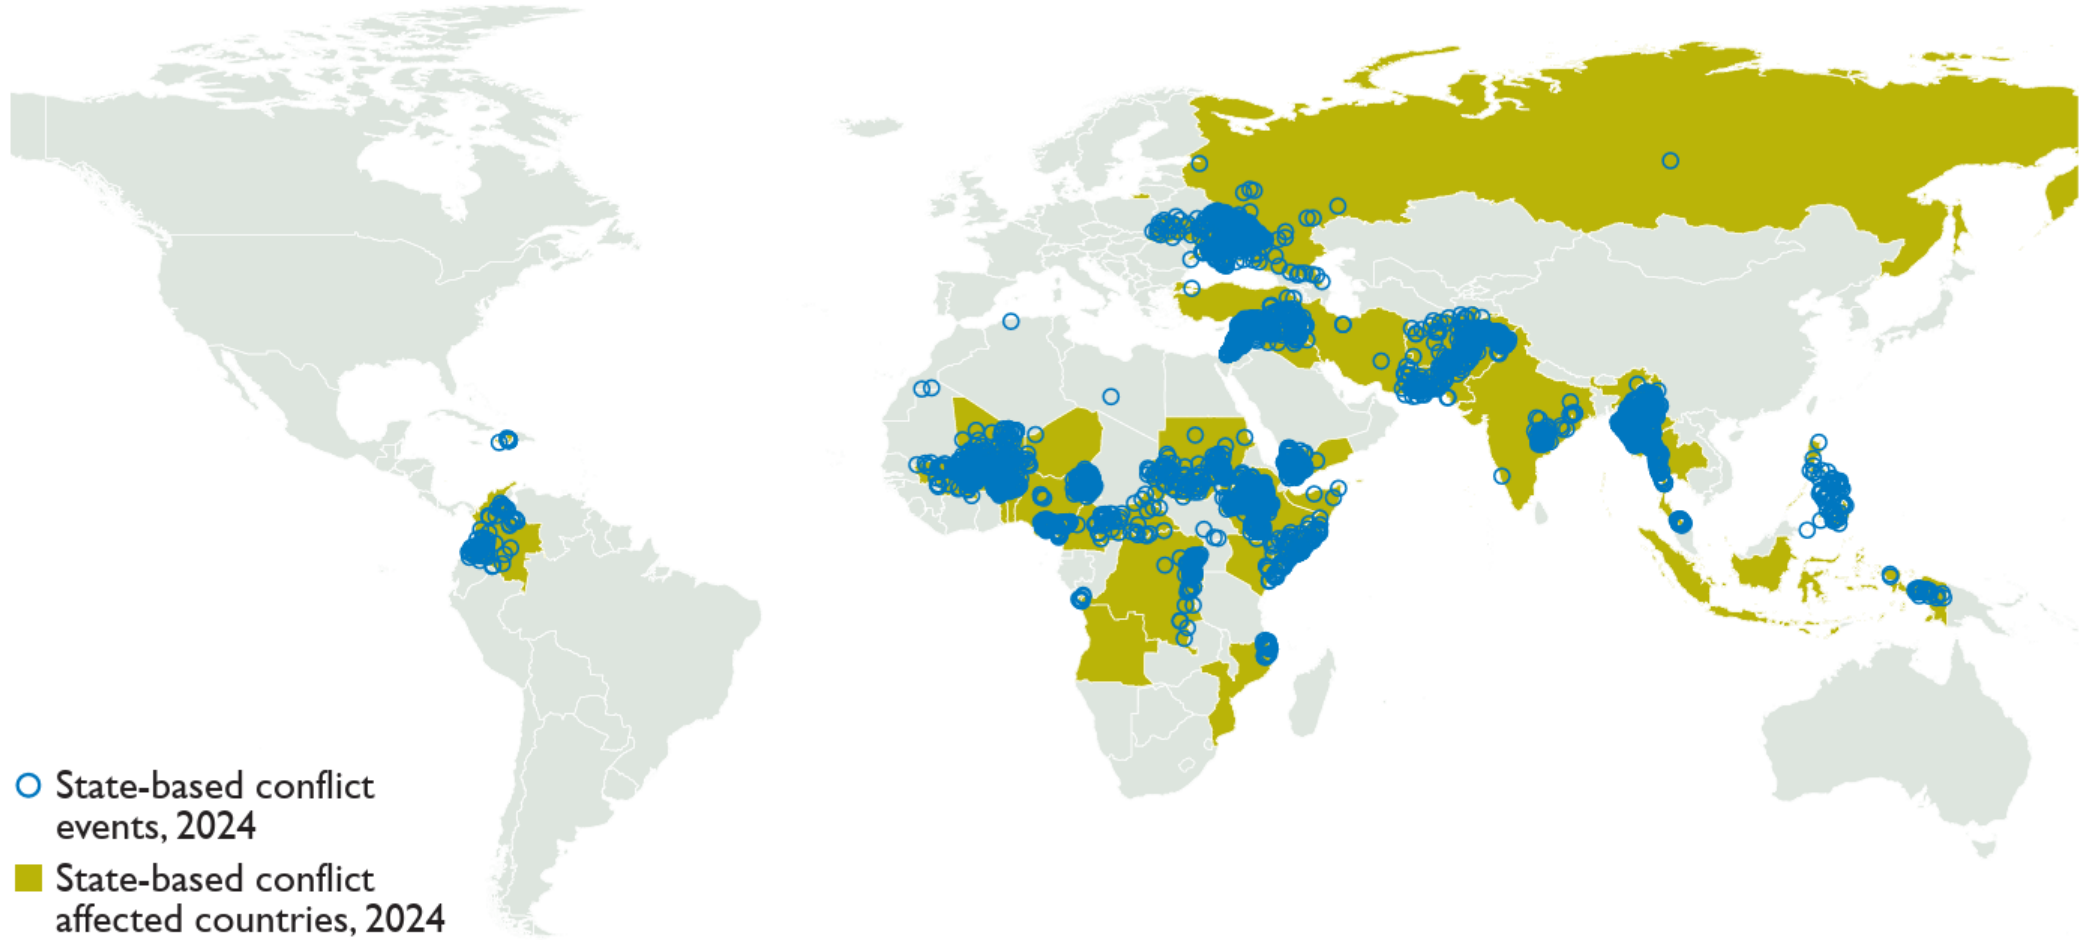 State-based conflict
events, 2024
State-based conflict
affected countries, 2024